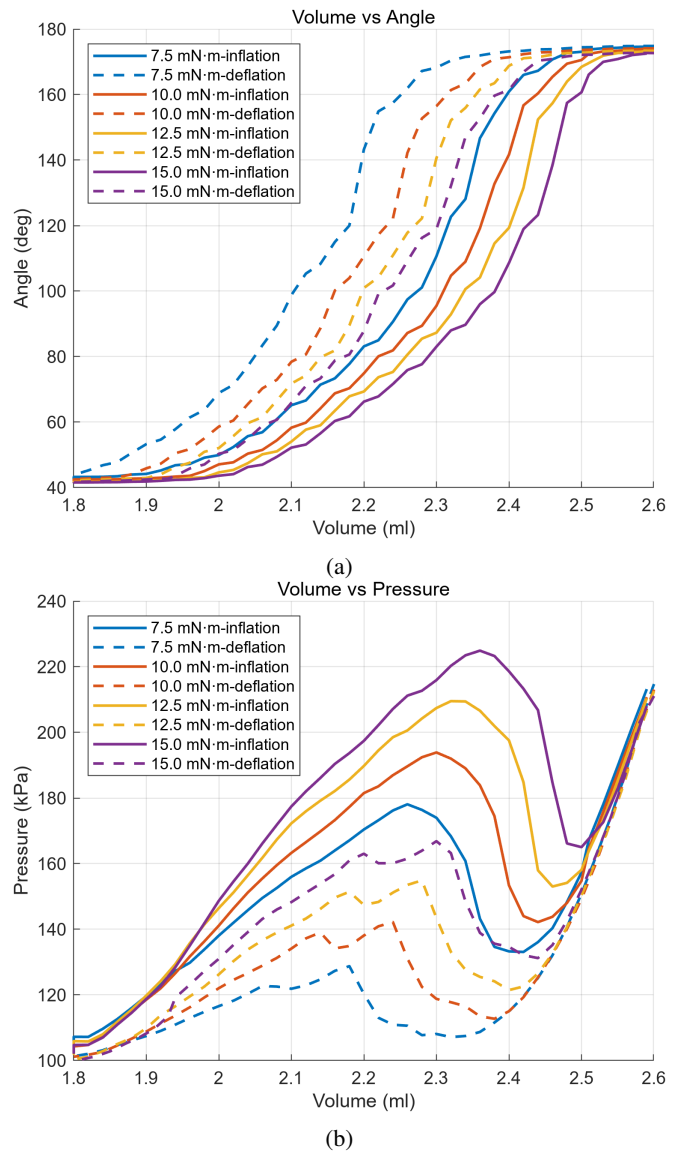 Volume vs Angle
180
160
140
120
100
80
60
40
Angle (deg)
7.5 mN·m-inflation
7.5 mN·m-deflation
10.0 mN·m-inflation
10.0 mN·m-deflation
12.5 mN·m-inflation
12.5 mN·m-deflation
15.0 mN·m-inflation
15.0 mN·m-deflation
1.8 1.9 2 2.1 2.2 2.3 2.4 2.5 2.6
Volume (ml)
(a)
Volume vs Pressure
240
220
200
180
160
140
120
100
Pressure (kPa)
7.5 mN·m-inflation
7.5 mN·m-deflation
10.0 mN·m-inflation
10.0 mN·m-deflation
12.5 mN·m-inflation
12.5 mN·m-deflation
15.0 mN·m-inflation
15.0 mN·m-deflation
1.8 1.9 2 2.1 2.2 2.3 2.4 2.5 2.6
Volume (ml)
(b)